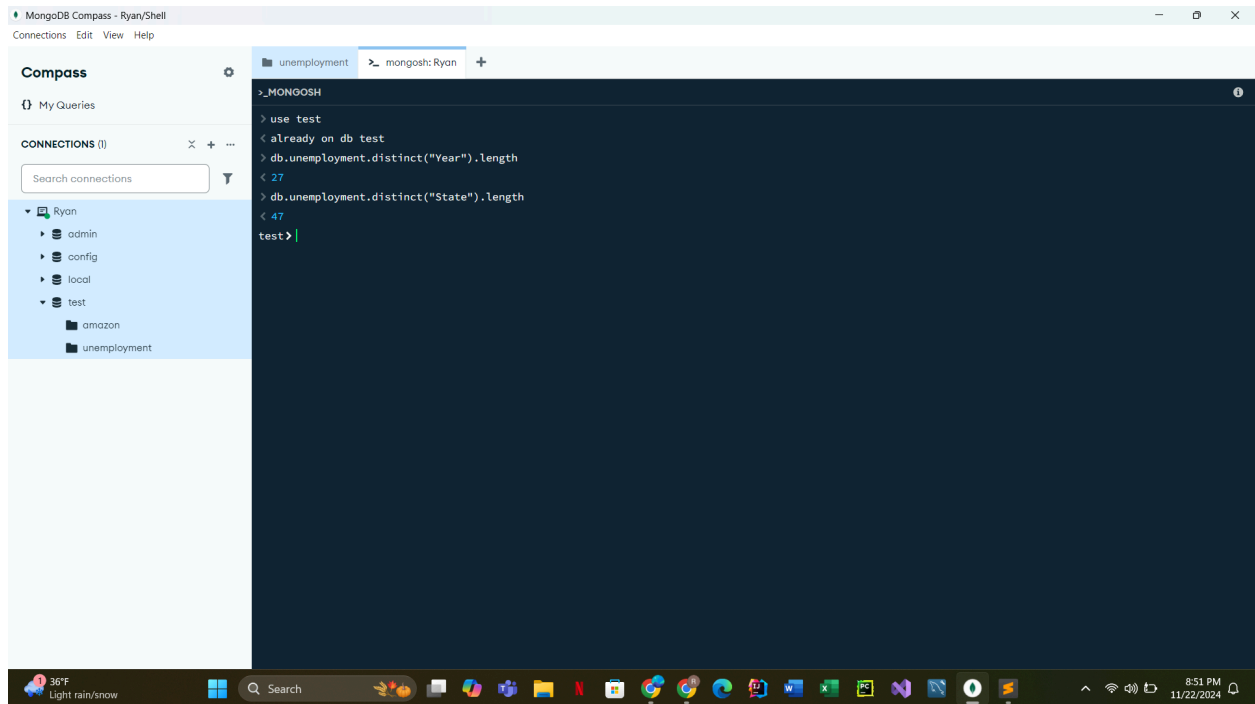 MongoDB Compass - Ryan/Shell
Connections Edit View Help
Compass
{} My Queries
CONNECTIONS (1)
Search connections
Ryan
admin
config
local
test
amazon
unemployment
unemployment
>_ mongosh: Ryan
>_MONGOSH
> use test
< already on db test
> db.unemployment.distinct("Year").length
< 27
> db.unemployment.distinct("State").length
< 47
test>
1
36°F
Light rain/snow
Search
N
R
W
X
PC
8:51 PM
11/22/2024